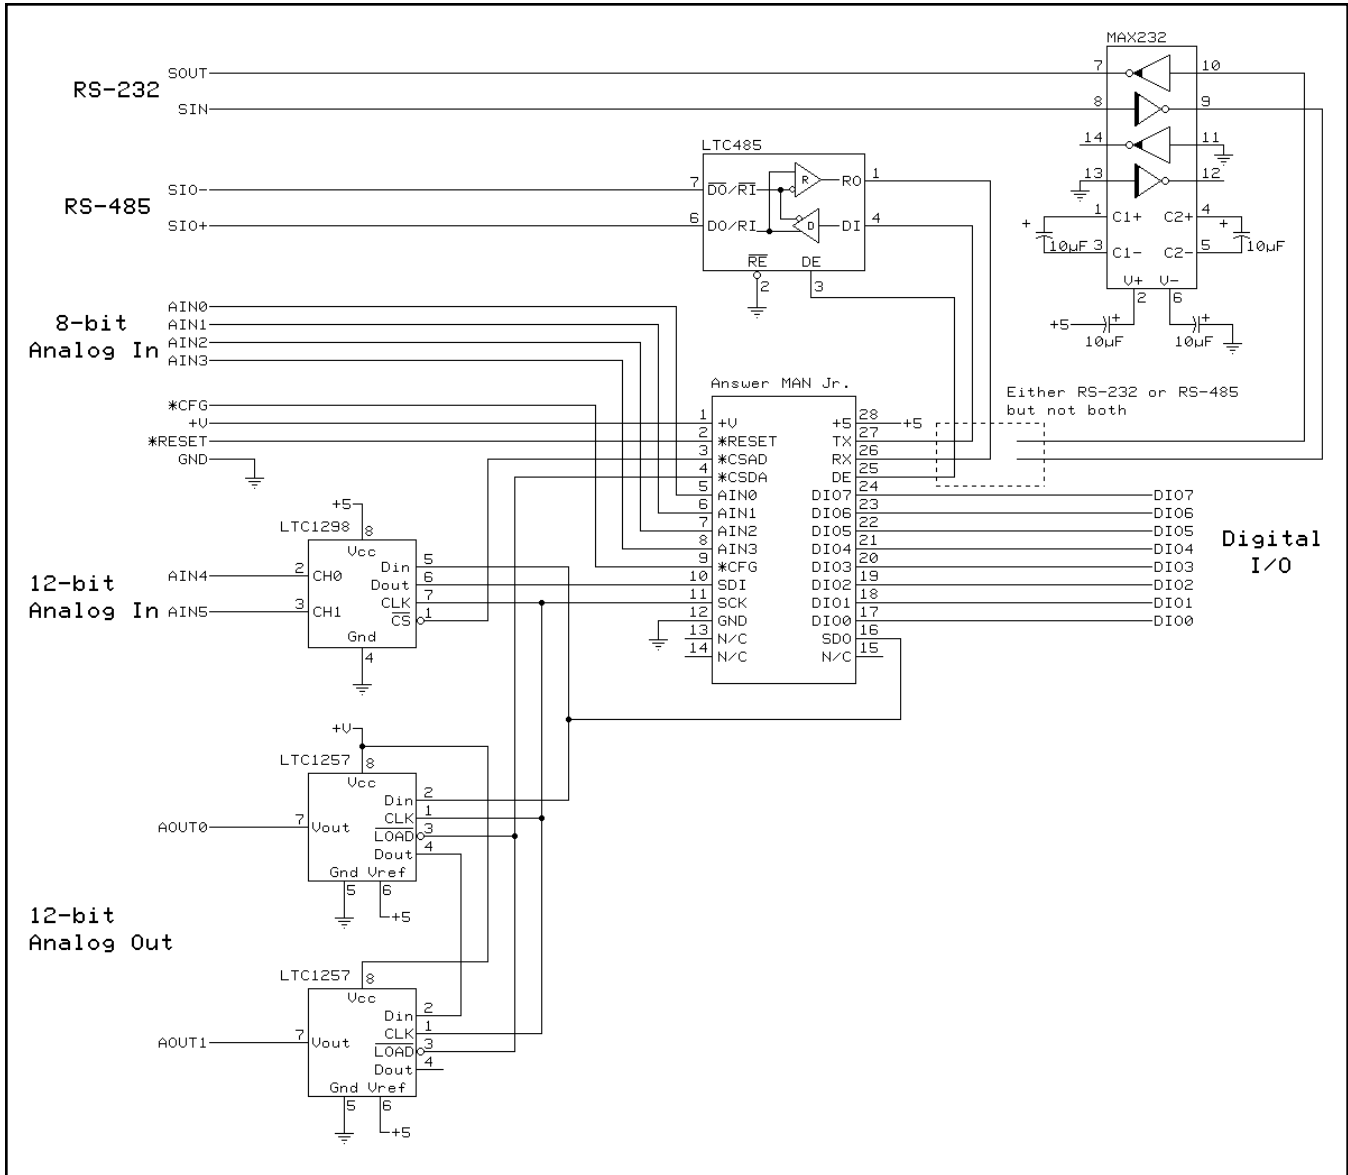 MAX232
RS-232
SOUT
SIN
7
10
8
9
14
11
13
12
1
C1+
C2+
4
+
10µF
3
C1-
C2-
5
+
10µF
V+
V-
2
6
+5
+
10µF
+
10µF
LTC485
RS-485
SIO-
SIO+
7
DO/RI
R
RO
1
6
DO/RI
D
DI
4
RE
DE
2
3
8-bit
Analog In
AIN0
AIN1
AIN2
AIN3
*CFG
+V
*RESET
GND
Answer MAN Jr.
Either RS-232 or RS-485
but not both
1
+V
+5
28
+5
2
*RESET
TX
27
3
*CSAD
RX
26
4
*CSDA
DE
25
5
AIN0
DIO7
24
DIO7
6
AIN1
DIO6
23
DIO6
7
AIN2
DIO5
22
DIO5
8
AIN3
DIO4
21
DIO4
9
*CFG
DIO3
20
DIO3
10
SDI
DIO2
19
DIO2
11
SCK
DIO1
18
DIO1
12
GND
DIO0
17
DIO0
13
N/C
SDO
16
14
N/C
N/C
15
Digital
I/O
12-bit
Analog In
AIN4
AIN5
+5
LTC1298
8
Vcc
Din
5
2
CH0
Dout
6
CLK
7
3
CH1
CS
1
Gnd
4
12-bit
Analog Out
+V
LTC1257
8
Vcc
Din
2
CLK
1
AOUT0
7
Vout
LOAD
3
Dout
4
Gnd
Vref
5
6
+5
LTC1257
8
Vcc
Din
2
CLK
1
AOUT1
7
Vout
LOAD
3
Dout
4
Gnd
Vref
5
6
+5